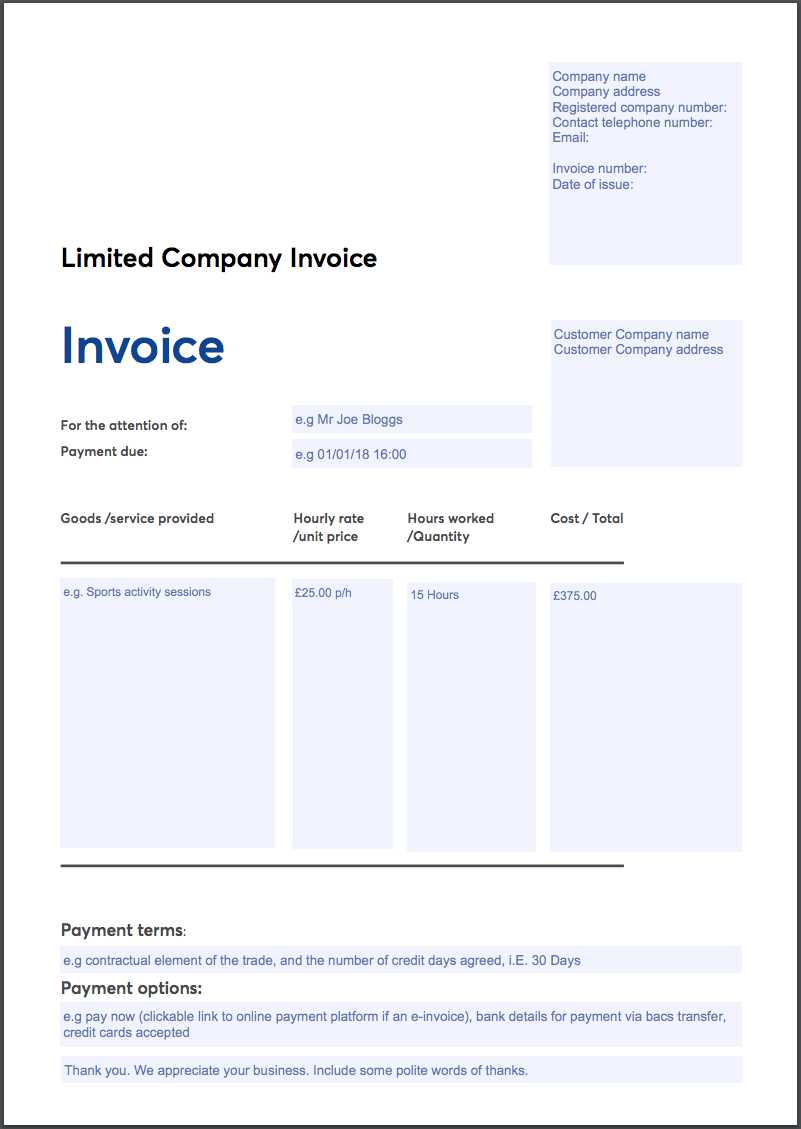 Company name
Company address
Registered company number:
Contact telephone number:
Email:
Invoice number:
Date of issue:
Limited Company Invoice
Invoice
Customer Company name
Customer Company address
For the attention of:
e.g Mr Joe Bloggs
Payment due:
e.g 01/01/18 16:00
Goods /service provided
Hourly rate
/unit price
Hours worked
/Quantity
Cost / Total
e.g. Sports activity sessions
£25.00 p/h
15 Hours
£375.00
Payment terms:
e.g contractual element of the trade, and the number of credit days agreed, i.E. 30 Days
Payment options:
e.g pay now (clickable link to online payment platform if an e-invoice), bank details for payment via bacs transfer,
credit cards accepted
Thank you. We appreciate your business. Include some polite words of thanks.